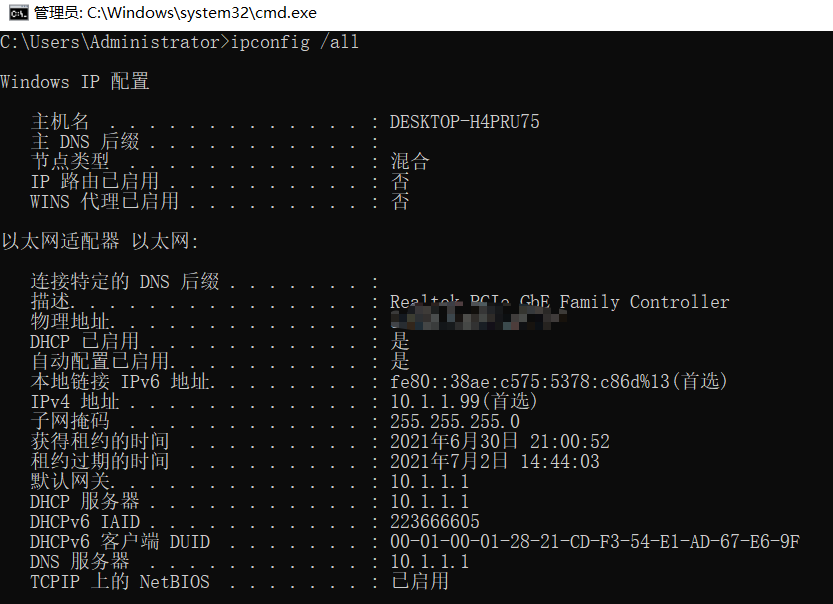 管理员: C:\Windows\system32\cmd.exe
C:\Users\Administrator>ipconfig /all
Windows IP 配置
主机名 . . . . . . . . . . . . . : DESKTOP-H4PRU75
主 DNS 后缀 . . . . . . . . . . . :
节点类型 . . . . . . . . . . . . : 混合
IP 路由已启用 . . . . . . . . . . : 否
WINS 代理已启用 . . . . . . . . . : 否
以太网适配器 以太网:
连接特定的 DNS 后缀 . . . . . . . :
描述. . . . . . . . . . . . . . . : Realtek PCIe GbE Family Controller
物理地址. . . . . . . . . . . . . :
DHCP 已启用 . . . . . . . . . . . : 是
自动配置已启用. . . . . . . . . . : 是
本地链接 IPv6 地址. . . . . . . . : fe80::38ae:c575:5378:c86d%13(首选)
IPv4 地址 . . . . . . . . . . . . : 10.1.1.99(首选)
子网掩码 . . . . . . . . . . . . : 255.255.255.0
获得租约的时间 . . . . . . . . . : 2021年6月30日 21:00:52
租约过期的时间 . . . . . . . . . : 2021年7月2日 14:44:03
默认网关. . . . . . . . . . . . . : 10.1.1.1
DHCP 服务器 . . . . . . . . . . . : 10.1.1.1
DHCPv6 IAID . . . . . . . . . . . : 223666605
DHCPv6 客户端 DUID . . . . . . . : 00-01-00-01-28-21-CD-F3-54-E1-AD-67-E6-9F
DNS 服务器 . . . . . . . . . . . : 10.1.1.1
TCPIP 上的 NetBIOS . . . . . . . : 已启用